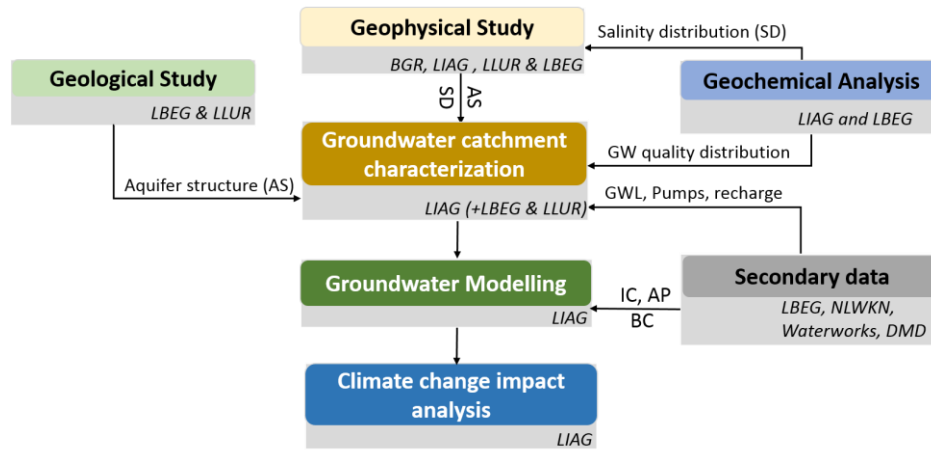 Geophysical Study
BGR, LIAG , LLUR & LBEG
Salinity distribution (SD)
Geological Study
LBEG & LLUR
Geochemical Analysis
LIAG and LBEG
AS
SD
Groundwater catchment
characterization
LIAG (+LBEG & LLUR)
GW quality distribution
Aquifer structure (AS)
GWL, Pumps, recharge
Groundwater Modelling
LIAG
IC, AP
BC
Secondary data
LBEG, NLWKN,
Waterworks, DMD
Climate change impact
analysis
LIAG